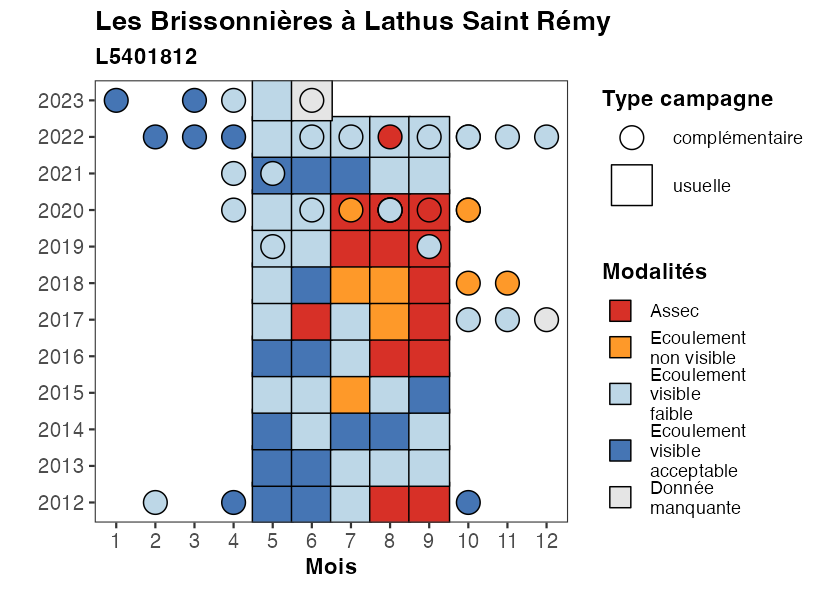 Les Brissonnières à Lathus Saint Rémy
L5401812
2023
2022
2021
2020
2019
2018
2017
2016
2015
2014
2013
2012
1 2 3 4 5 6 7 8 9 10 11 12
Mois
Type campagne
complémentaire
usuelle
Modalités
Assec
Ecoulement
non visible
Ecoulement
visible
faible
Ecoulement
visible
acceptable
Donnée
manquante